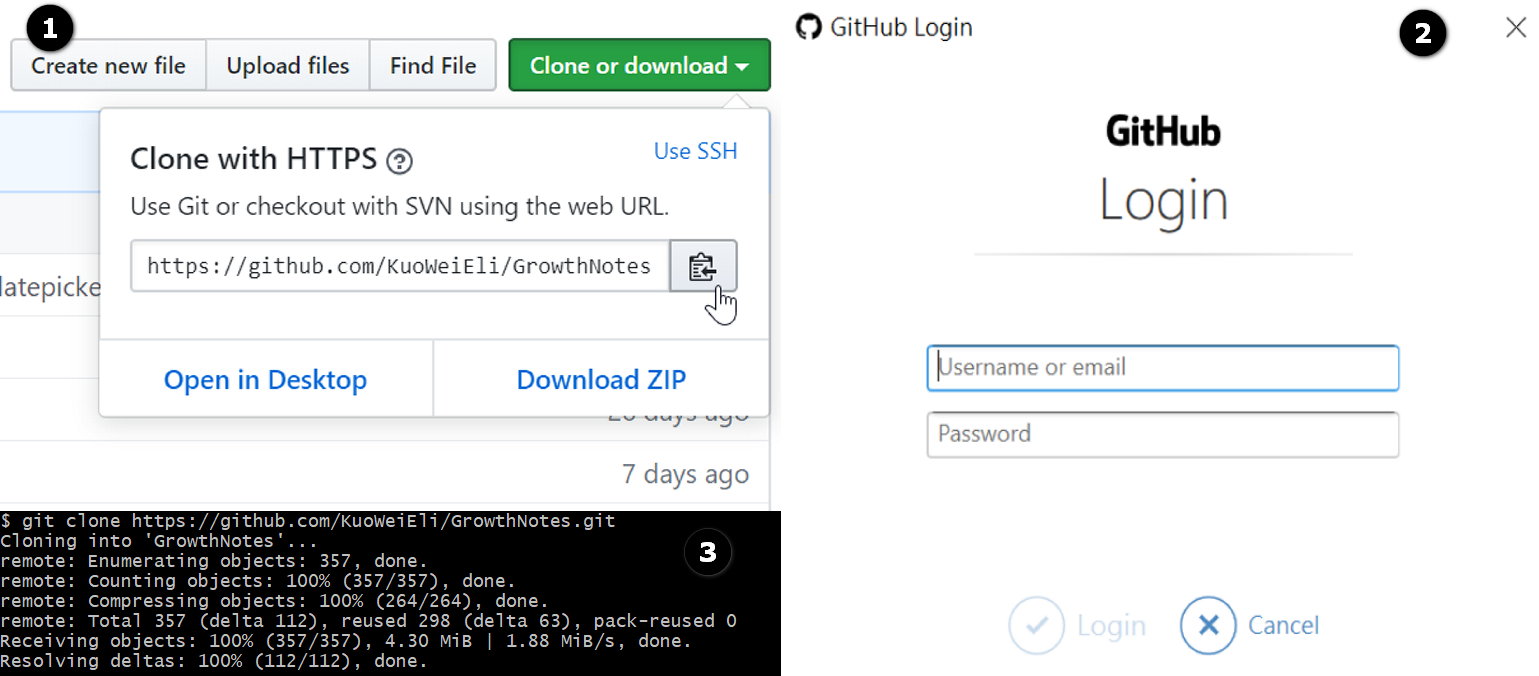 1
Create new file
Upload files
Find File
Clone or download
Clone with HTTPS ?
Use SSH
Use Git or checkout with SVN using the web URL.
https://github.com/KuoWeiEli/GrowthNotes
Open in Desktop
Download ZIP
days ago
7 days ago
2
GitHub Login
GitHub
Login
Username or email
Password
Login
Cancel
3
$ git clone https://github.com/KuoWeiEli/GrowthNotes.git
Cloning into 'GrowthNotes'...
remote: Enumerating objects: 357, done.
remote: Counting objects: 100% (357/357), done.
remote: Compressing objects: 100% (264/264), done.
remote: Total 357 (delta 112), reused 298 (delta 63), pack-reused 0
Receiving objects: 100% (357/357), 4.30 MiB | 1.88 MiB/s, done.
Resolving deltas: 100% (112/112), done.